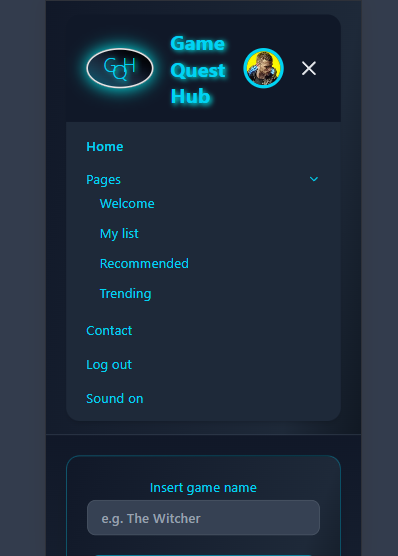 GQH
Game
Quest
Hub
Home
Pages
Welcome
My list
Recommended
Trending
Contact
Log out
Sound on
Insert game name
e.g. The Witcher